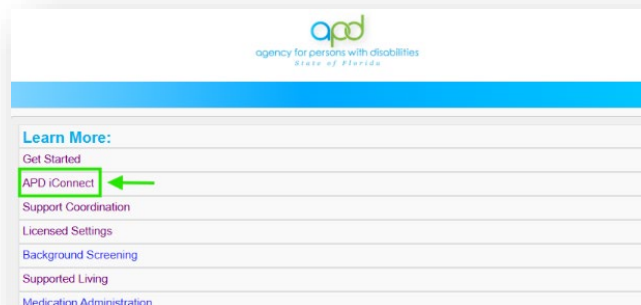 apd
agency for persons with disabilities
State of Florida
Learn More:
Get Started
APD iConnect
Support Coordination
Licensed Settings
Background Screening
Supported Living
Medication Administration